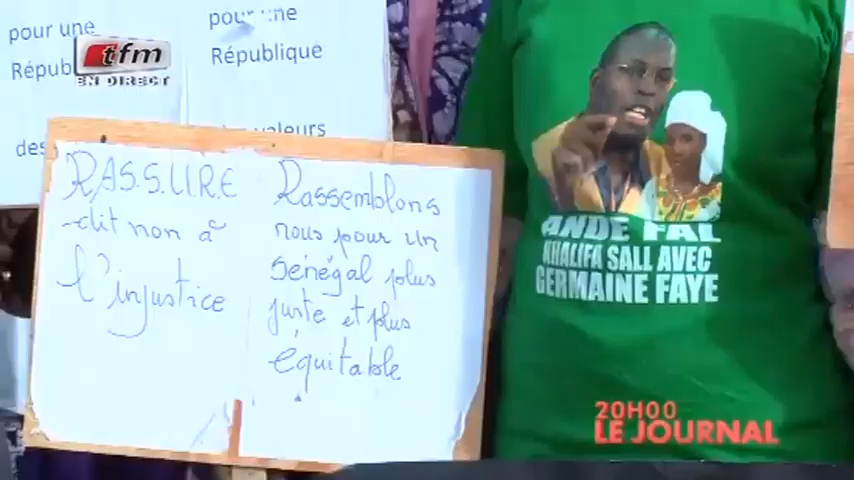 pour une
République
pour une
République
des
valeurs
tfm
EN DIRECT
RASSURE
dit non à
l'injustice
Rassemblons
nous pour un
Sénégal plus
juste et plus
équitable
ANDE FAL
KHALIFA SALL AVEC
GERMAINE FAYE
20H00
LE JOURNAL